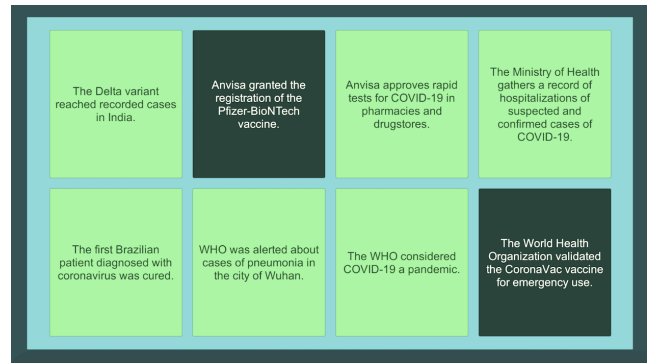 The Delta variant
reached recorded cases
in India.
Anvisa granted the
registration of the
Pfizer-BioNTech
vaccine.
Anvisa approves rapid
tests for COVID-19 in
pharmacies and
drugstores.
The Ministry of Health
gathers a record of
hospitalizations of
suspected and
confirmed cases of
COVID-19.
The first Brazilian
patient diagnosed with
coronavirus was cured.
WHO was alerted about
cases of pneumonia in
the city of Wuhan.
The WHO considered
COVID-19 a pandemic.
The World Health
Organization validated
the CoronaVac vaccine
for emergency use.